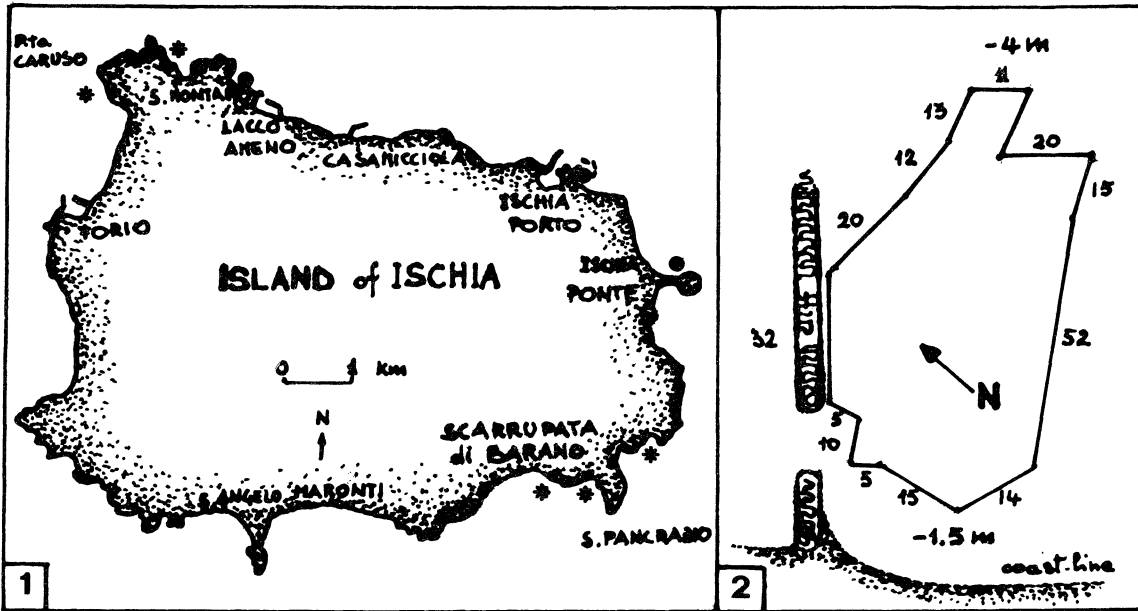 Pta.
CARUSO
S. MONTANO
LACCO
AMENO
CASAMICCIOLA
ISCHIA
PORTO
FORIO
ISLAND of ISCHIA
ISCHIA
PONTE
0 1 Km
N
SCARRUPATA
di BARANO
S. ANGELO
MARONTI
S. PANCRAZIO
1
-4 m
11
13
20
12
15
20
32
52
N
5
10
5
15
14
-1.5 m
coast-line
2